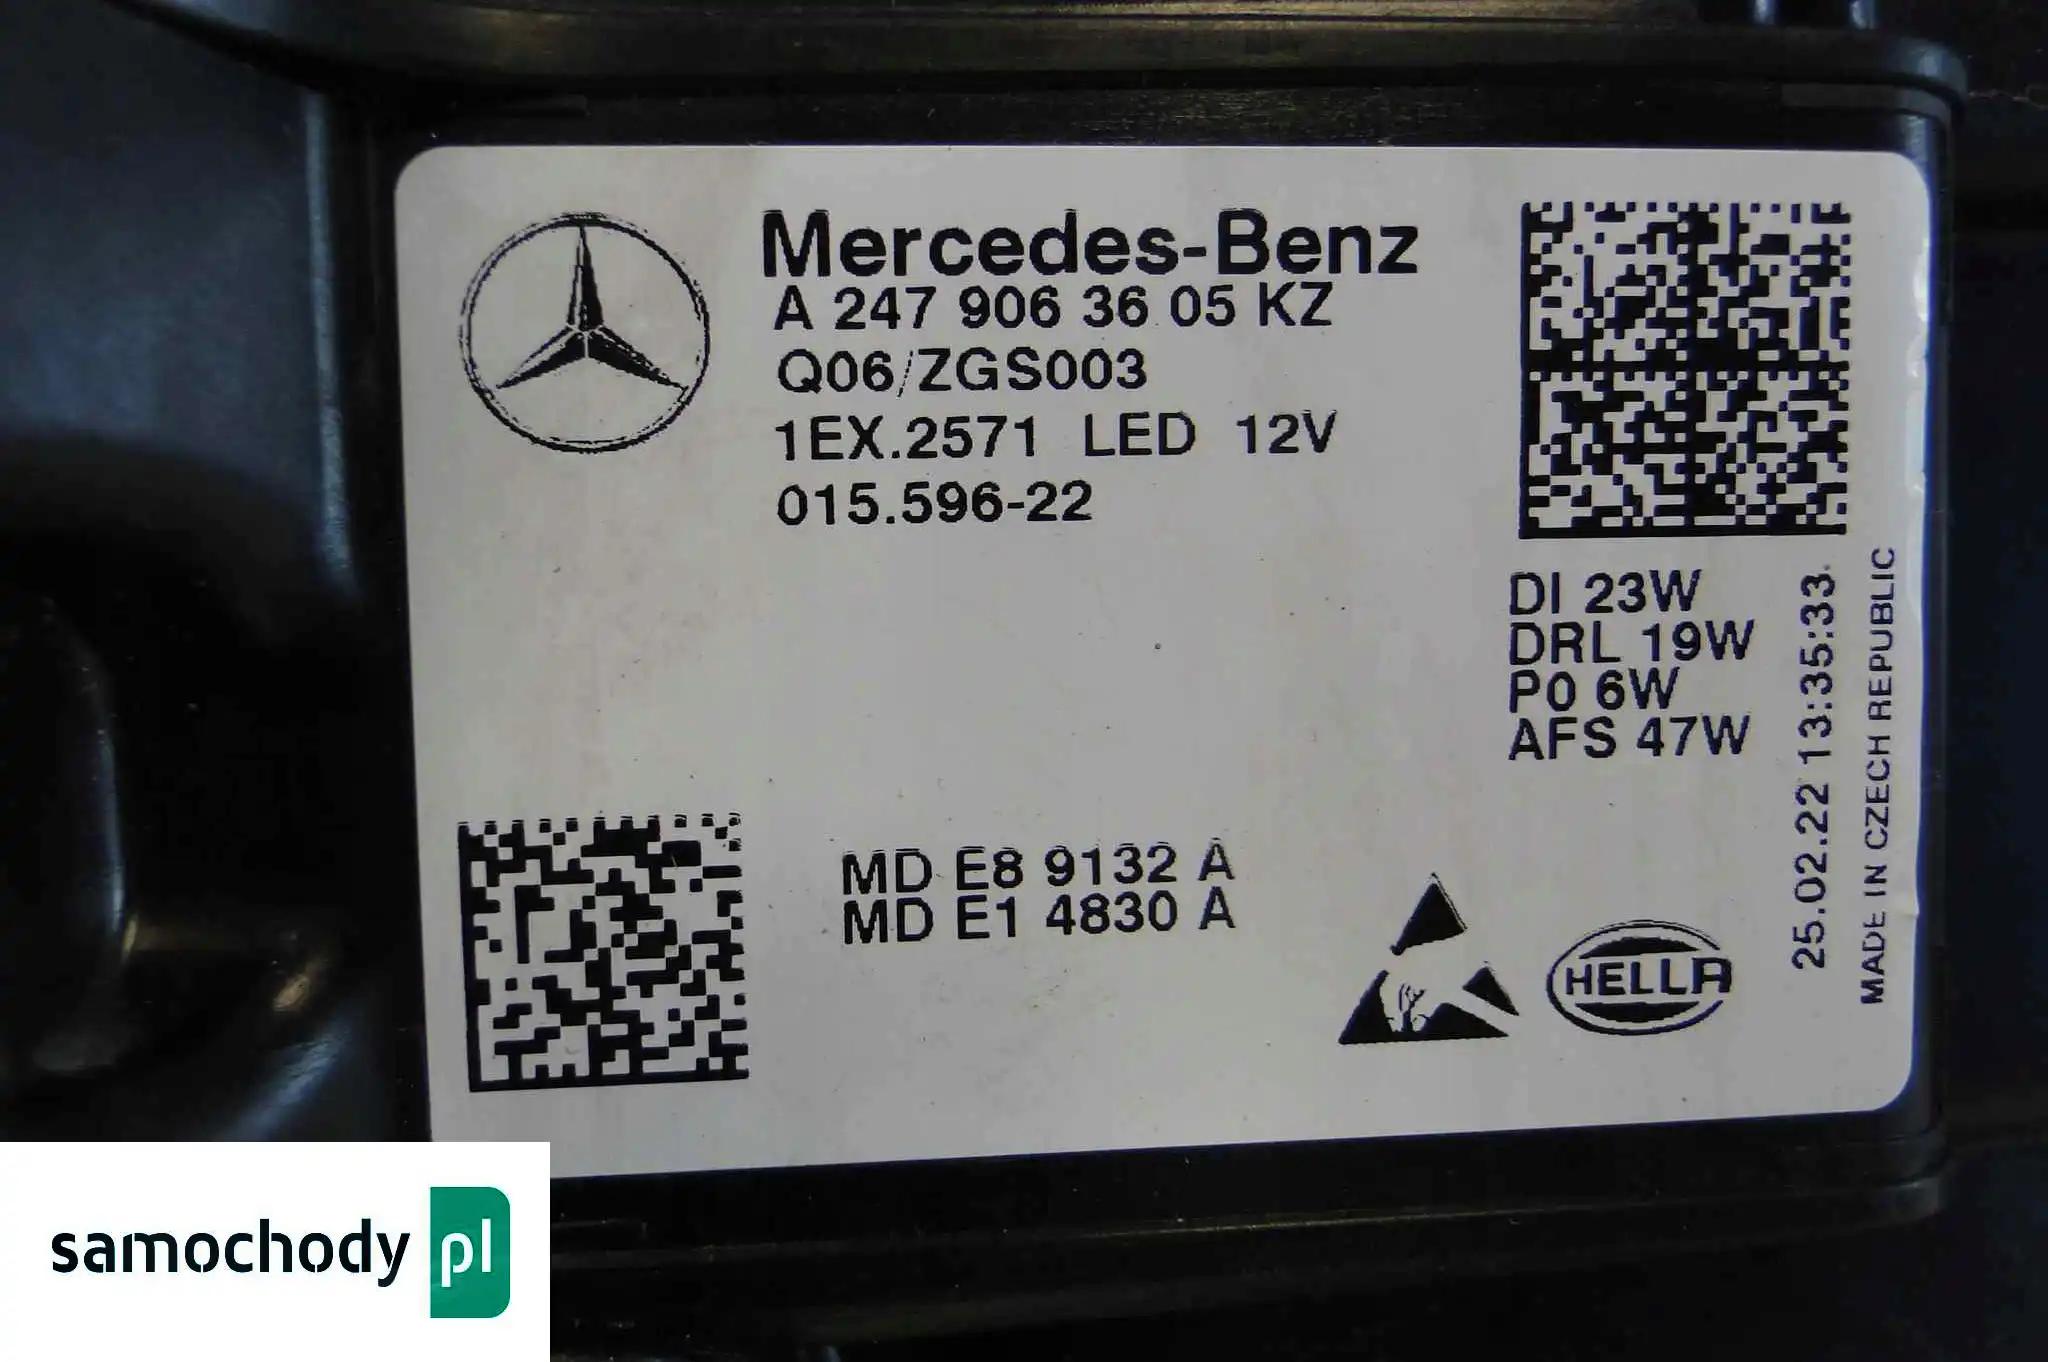 Mercedes-Benz
A 247 906 36 05 KZ
Q06/ZGS003
1EX.2571 LED 12V
015.596-22
DI 23W
DRL 19W
PO 6W
AFS 47W
25.02.22 13:35:33
MADE IN CZECH REPUBLIC
MD E8 9132 A
MD E1 4830 A
HELLA
samochody pl